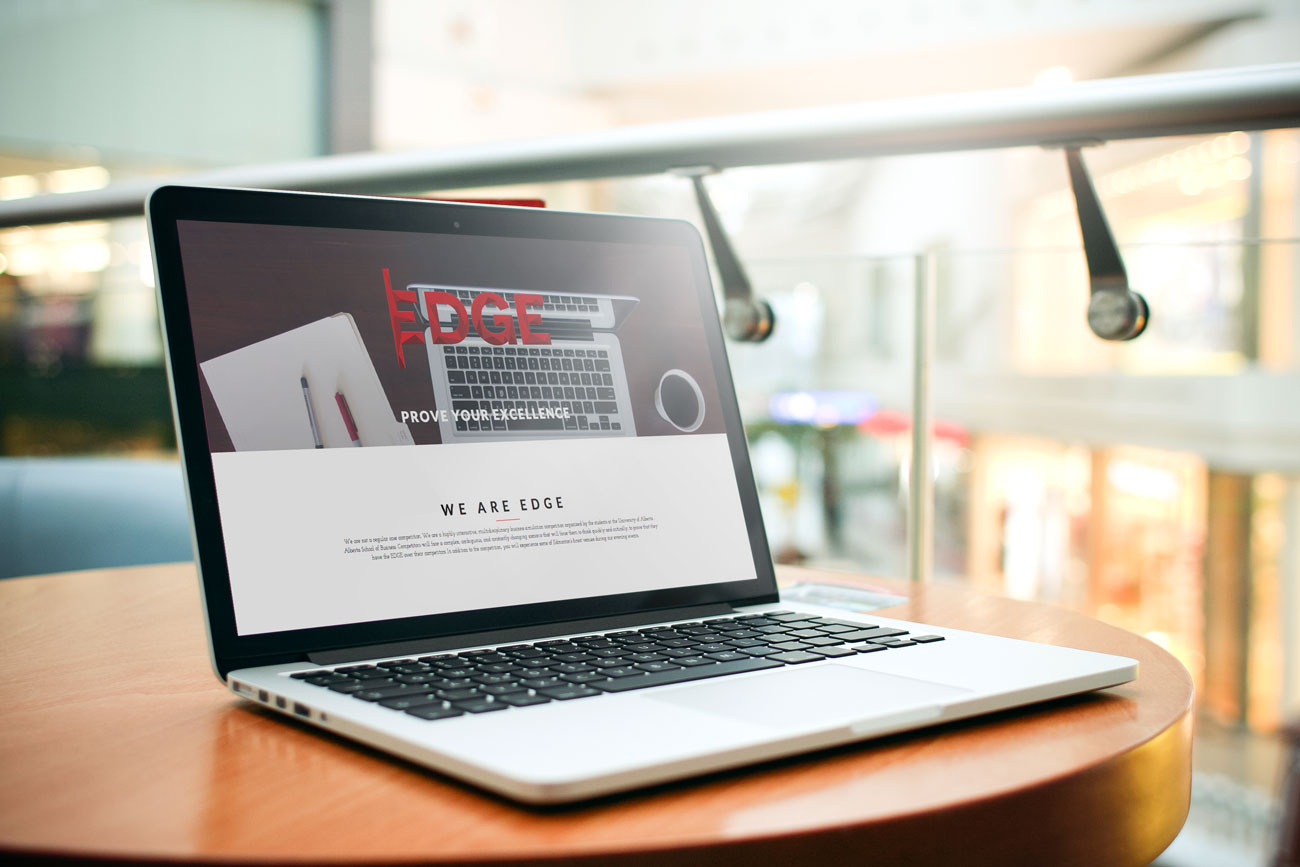 EDGE
PROVE YOUR EXCELLENCE
WE ARE EDGE
We are not a regular case competition. We are a highly interactive, multidisciplinary business simulation competition organized by the students at the University of Alberta.
Alberta School of Business Competitors will face a complex, ambiguous, and constantly changing scenario that will force them to think quickly and critically, to prove that they
have the EDGE over their competitors. In addition to the competition, you will experience some of Edmonton's finest venues during our evening events.